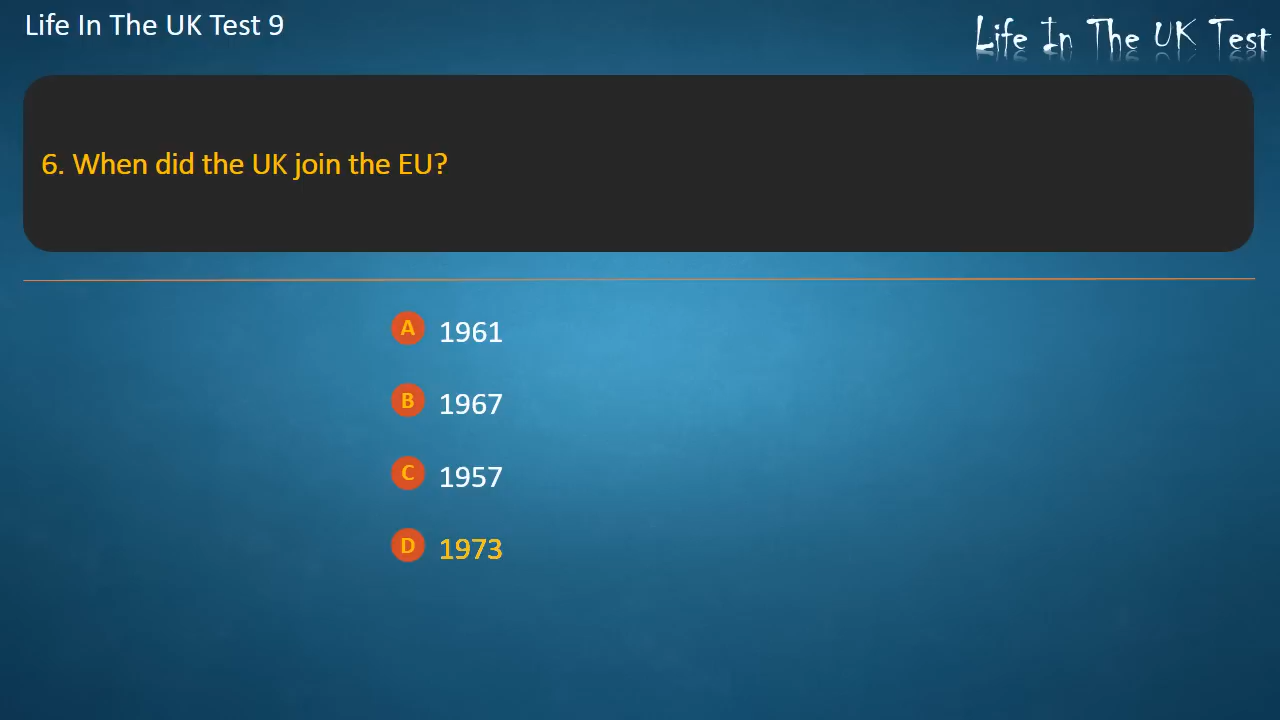 Life In The UK Test 9
Life In The UK Test
6. When did the UK join the EU?
A 1961
B 1967
C 1957
D 1973